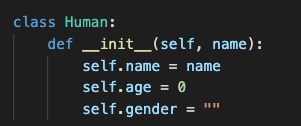 class Human:
    def __init__(self, name):
        self.name = name
        self.age = 0
        self.gender = ""